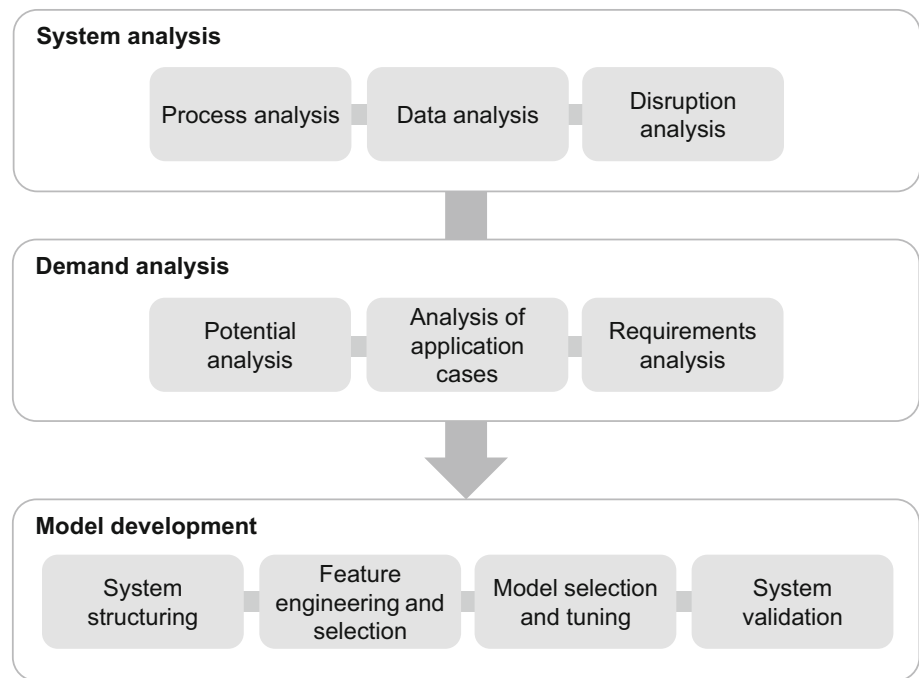 System analysis
Process analysis
Data analysis
Disruption
analysis
Demand analysis
Potential
analysis
Analysis of
application
cases
Requirements
analysis
Model development
System
structuring
Feature
engineering and
selection
Model selection
and tuning
System
validation